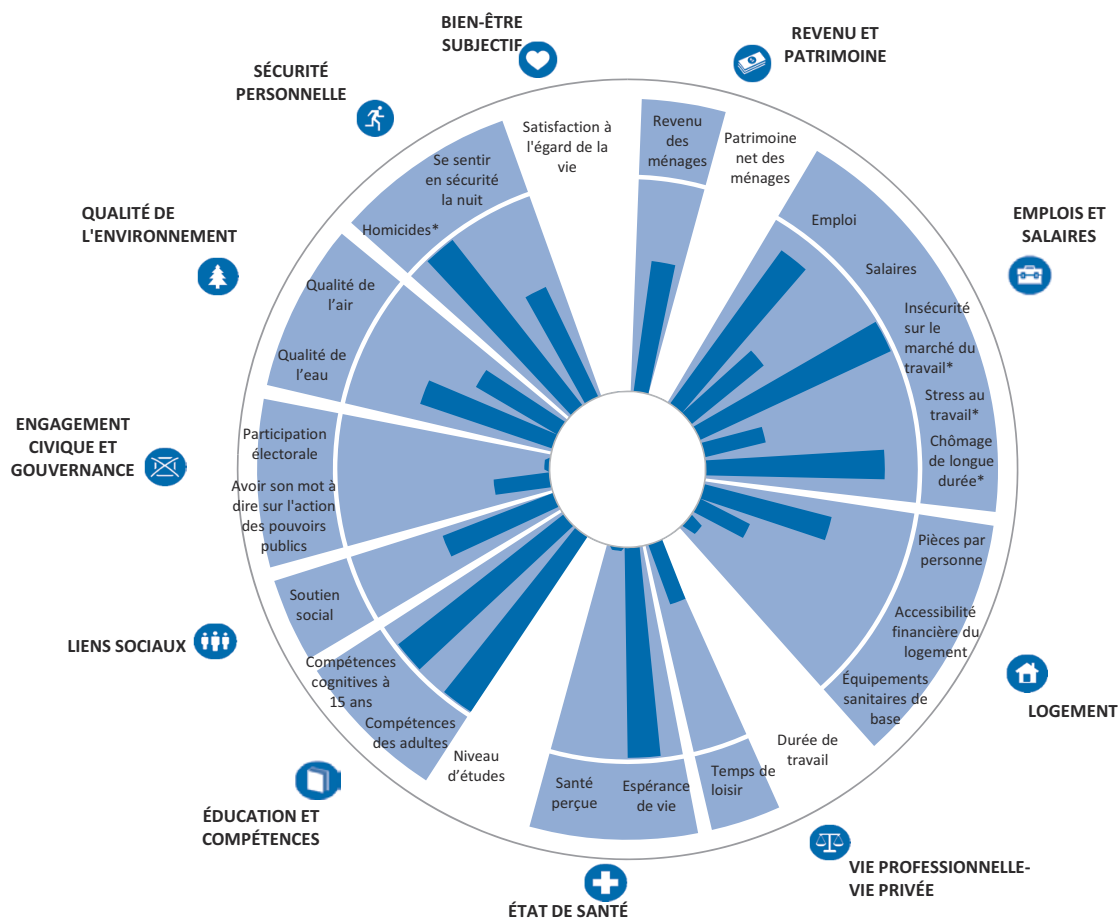 BIEN-ÊTRE
SUBJECTIF
REVENU ET
PATRIMOINE
SÉCURITÉ
PERSONNELLE
Satisfaction à
l'égard de la
vie
Revenu
des
ménages
Patrimoine
net des
ménages
Se sentir
en sécurité
la nuit
Homicides*
QUALITÉ DE
L'ENVIRONNEMENT
EMPLOIS ET
SALAIRES
Emploi
Salaires
Insécurité
sur le
marché du
travail*
Stress au
travail*
Chômage
de longue
durée*
Qualité de
l’air
Qualité de
l’eau
ENGAGEMENT
CIVIQUE ET
GOUVERNANCE
Participation
électorale
Avoir son mot à
dire sur l'action
des pouvoirs
publics
Pièces par
personne
Accessibilité
financière du
logement
Équipements
sanitaires de
base
LOGEMENT
LIENS SOCIAUX
Soutien
social
Compétences
cognitives à
15 ans
Compétences
des adultes
Niveau
d’études
ÉDUCATION ET
COMPÉTENCES
Santé
perçue
Espérance
de vie
Temps de
loisir
Durée de
travail
VIE PROFESSIONNELLE-
VIE PRIVÉE
ÉTAT DE SANTÉ